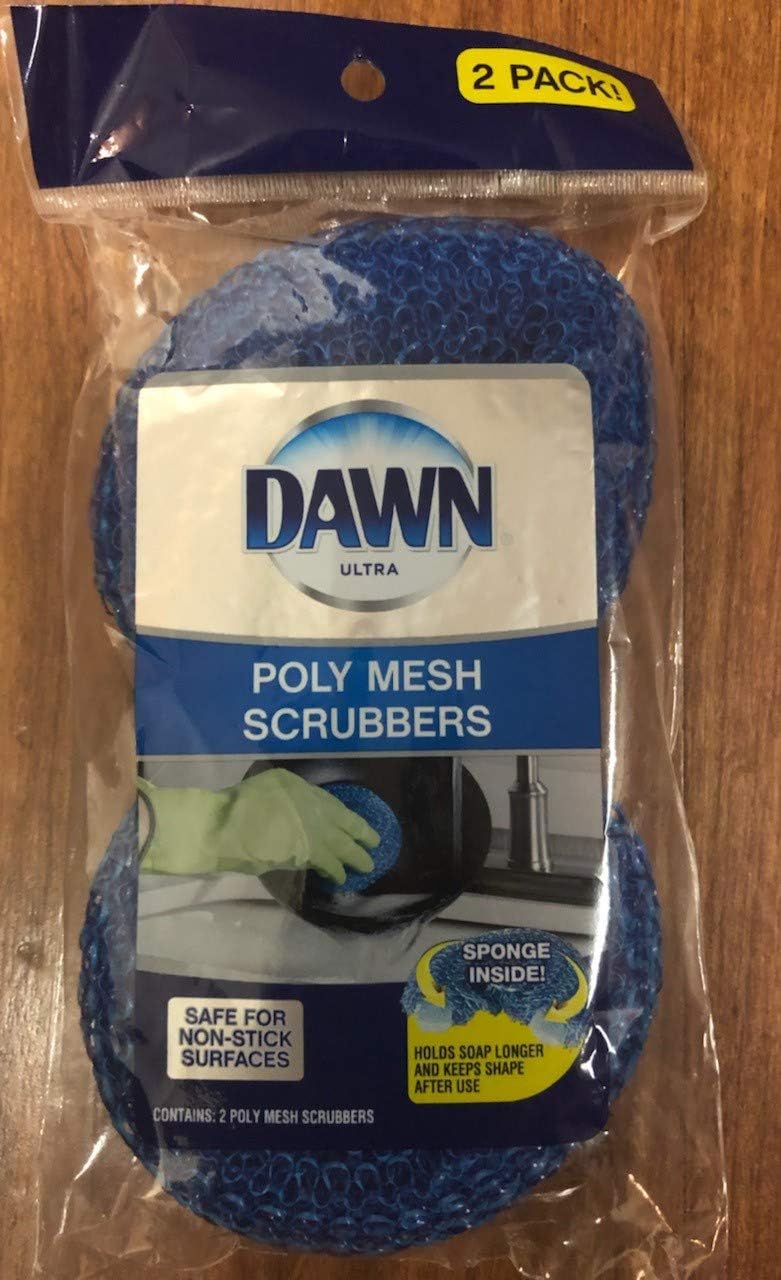 2 PACK!
DAWN
ULTRA
POLY MESH
SCRUBBERS
SPONGE
INSIDE!
HOLDS SOAP LONGER
AND KEEPS SHAPE
AFTER USE
SAFE FOR
NON-STICK
SURFACES
CONTAINS: 2 POLY MESH SCRUBBERS